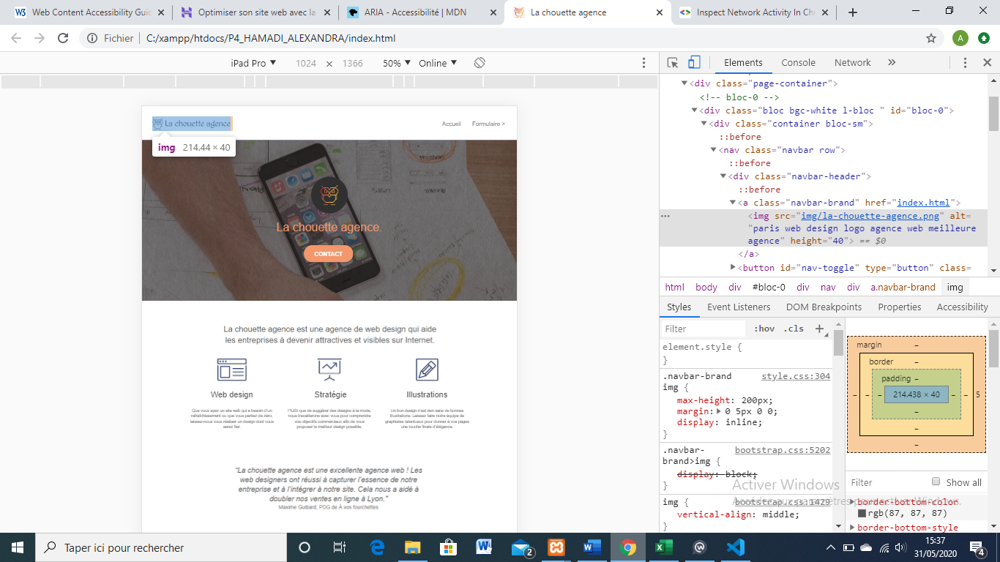 Web Content Accessibility Guid
Optimiser son site web avec la
ARIA - Accessibilité | MDN
La chouette agence
Inspect Network Activity In Chr
Fichier
C:/xampp/htdocs/P4_HAMADI_ALEXANDRA/index.html
A
iPad Pro
1024 × 1366
50%
Online
Elements
Console
Network
<div class="page-container">
<!-- bloc-0 -->
<div class="bloc bgc-white l-bloc " id="bloc-0">
<div class="container bloc-sm">
::before
<nav class="navbar row">
::before
<div class="navbar-header">
::before
<a class="navbar-brand" href="index.html">
<img src="img/la-chouette-agence.png" alt=
"paris web design logo agence web meilleure
agence" height="40"> == $0
</a>
<button id="nav-toggle" type="button" class=
html body div #bloc-0 div nav div a.navbar-brand img
Styles
Event Listeners
DOM Breakpoints
Properties
Accessibility
Filter
:hov .cls +
element.style {
}
.navbar-brand img {
style.css:304
max-height: 200px;
margin: 0 5px 0 0;
display: inline;
}
.navbar-brand>img {
bootstrap.css:5202
display: block;
}
img {
bootstrap.css:1429
vertical-align: middle;
}
margin –
border –
padding –
214.438 × 40
5
Filter
Show all
border-bottom-color
rgb(87, 87, 87)
border-bottom-style
Activer Windows
Accédez aux paramètres pour activer Windows.
La chouette agence
Accueil
Formulaire >
img 214.44 × 40
La chouette agence.
CONTACT
La chouette agence est une agence de web design qui aide
les entreprises à devenir attractives et visibles sur Internet.
Web design
Stratégie
Illustrations
Que vous ayez un site web qui a besoin d'un
rafraîchissement ou que vous partiez de zéro,
laissez-nous vous réaliser un design dont vous
serez fier.
Plutôt que de suggérer des designs à la mode,
nous travaillerons avec vous pour comprendre
vos objectifs commerciaux afin de vous
proposer le meilleur design possible.
Un bon design n'est rien sans de bonnes
illustrations. Laissez faire notre équipe de
graphistes talentueux pour donner à vos pages
une touche finale d'élégance.
"La chouette agence est une excellente agence web ! Les
web designers ont réussi à capturer l'essence de notre
entreprise et à l'intégrer à notre site. Cela nous a aidé à
doubler nos ventes en ligne à Lyon."
Maxime Guibard, PDG de À vos fourchettes
Taper ici pour rechercher
2
15:37
31/05/2020
4